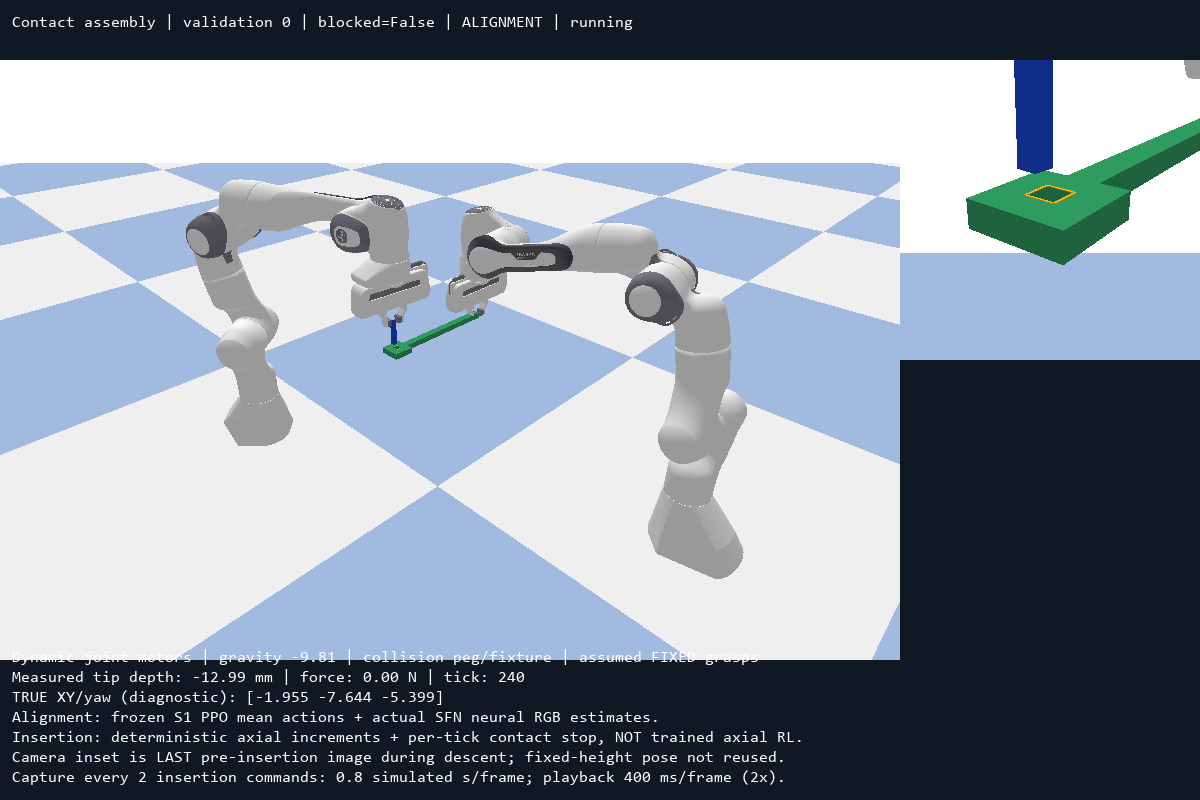 Contact assembly | validation 0 | blocked=False | ALIGNMENT | running
Dynamic joint motors | gravity -9.81 | collision peg/fixture | assumed FIXED grasps
Measured tip depth: -12.99 mm | force: 0.00 N | tick: 240
TRUE XY/yaw (diagnostic): [-1.955 -7.644 -5.399]
Alignment: frozen S1 PPO mean actions + actual SFN neural RGB estimates.
Insertion: deterministic axial increments + per-tick contact stop, NOT trained axial RL.
Camera inset is LAST pre-insertion image during descent; fixed-height pose not reused.
Capture every 2 insertion commands: 0.8 simulated s/frame; playback 400 ms/frame (2x).